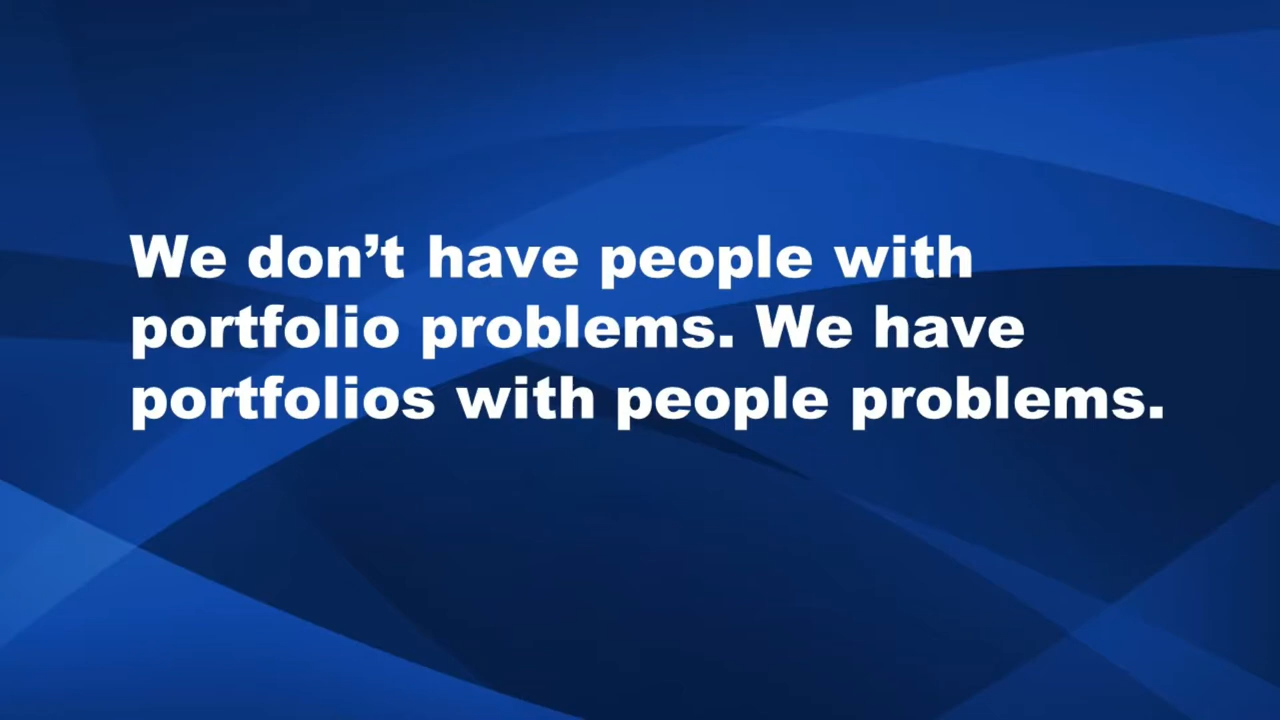 We don’t have people with
portfolio problems. We have
portfolios with people problems.